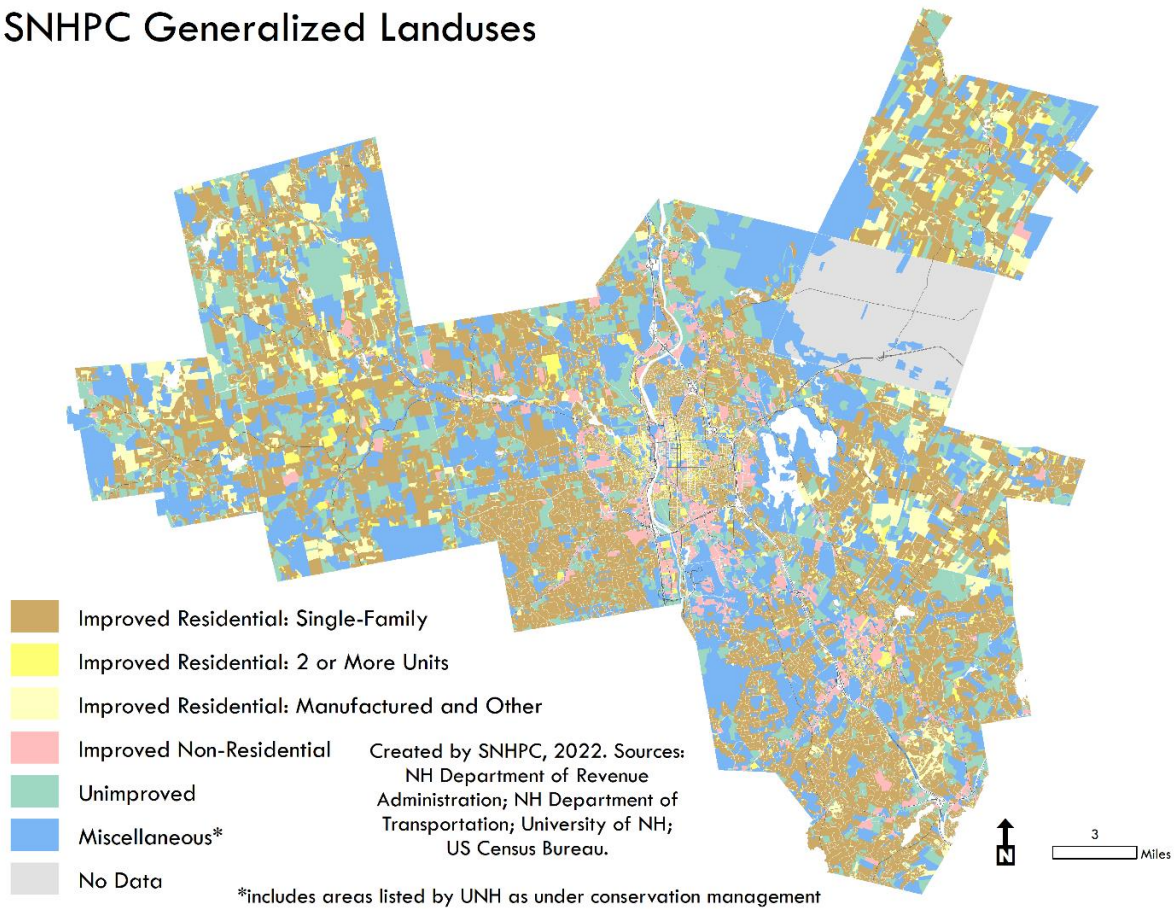 SNHPC Generalized Landuses
Improved Residential: Single-Family
Improved Residential: 2 or More Units
Improved Residential: Manufactured and Other
Improved Non-Residential
Unimproved
Miscellaneous*
No Data
Created by SNHPC, 2022. Sources:
NH Department of Revenue
Administration; NH Department of
Transportation; University of NH;
US Census Bureau.
*includes areas listed by UNH as under conservation management
N
3
Miles